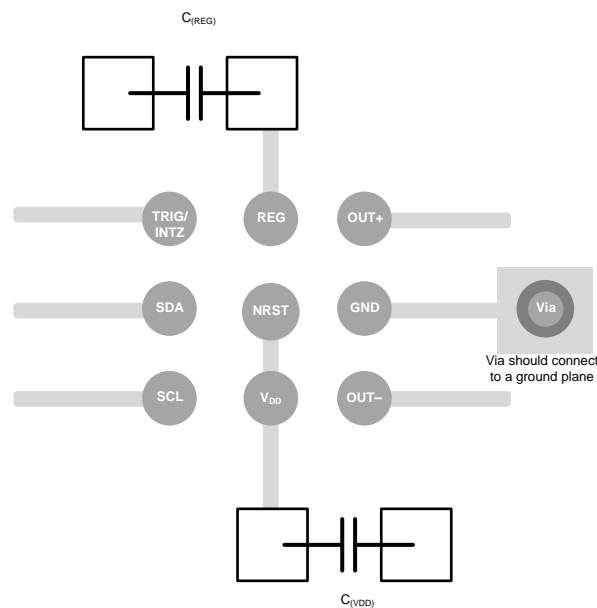 C(REG)
TRIG/
INTZ
REG
OUT+
SDA
NRST
GND
Via
Via should connect
to a ground plane
SCL
VDD
OUT−
C(VDD)